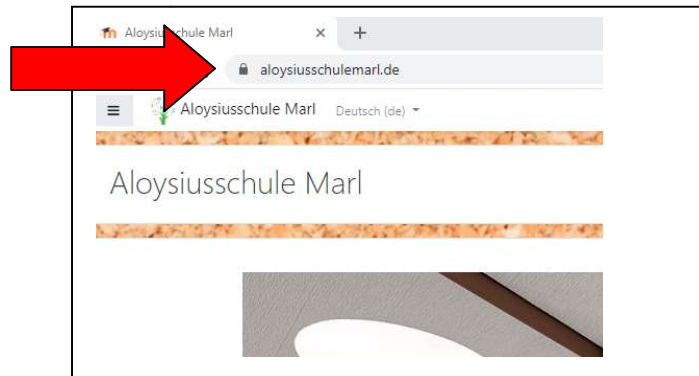 Aloysiusschule Marl × +
aloysiusschulemarl.de
≡ Aloysiusschule Marl Deutsch (de)
Aloysiusschule Marl